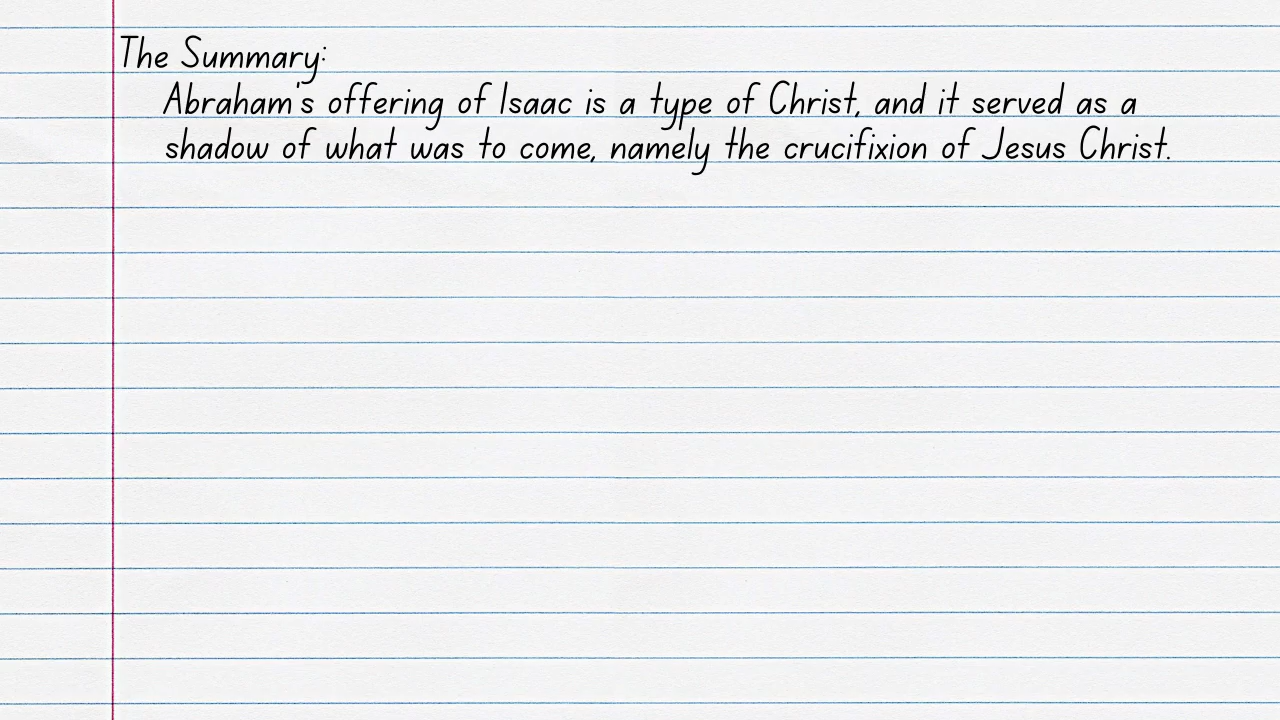 The Summary:
Abraham's offering of Isaac is a type of Christ, and it served as a
shadow of what was to come, namely the crucifixion of Jesus Christ.